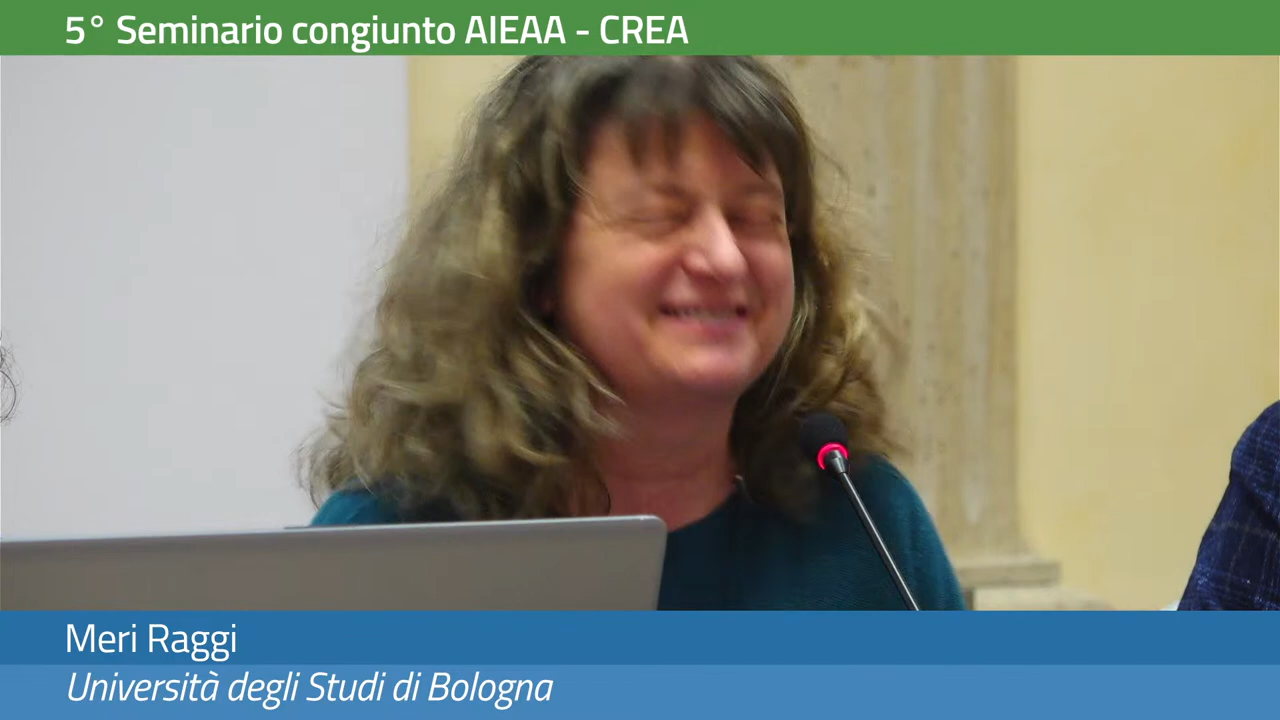 5° Seminario congiunto AIEAA - CREA
Meri Raggi
Università degli Studi di Bologna